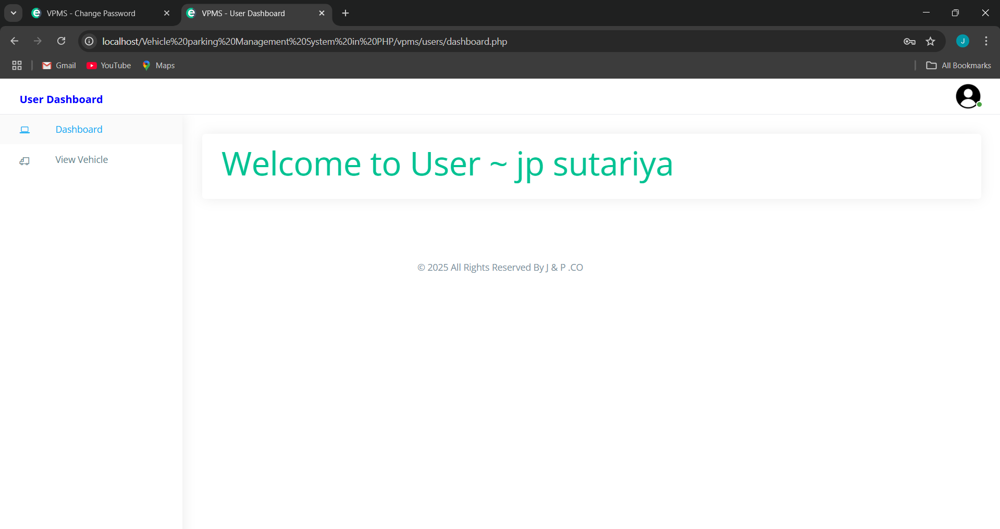 VPMS - Change Password
VPMS - User Dashboard
localhost/Vehicle%20parking%20Management%20System%20in%20PHP/vpms/users/dashboard.php
J
Gmail
YouTube
Maps
All Bookmarks
User Dashboard
Dashboard
View Vehicle
Welcome to User ~ jp sutariya
© 2025 All Rights Reserved By J & P .CO